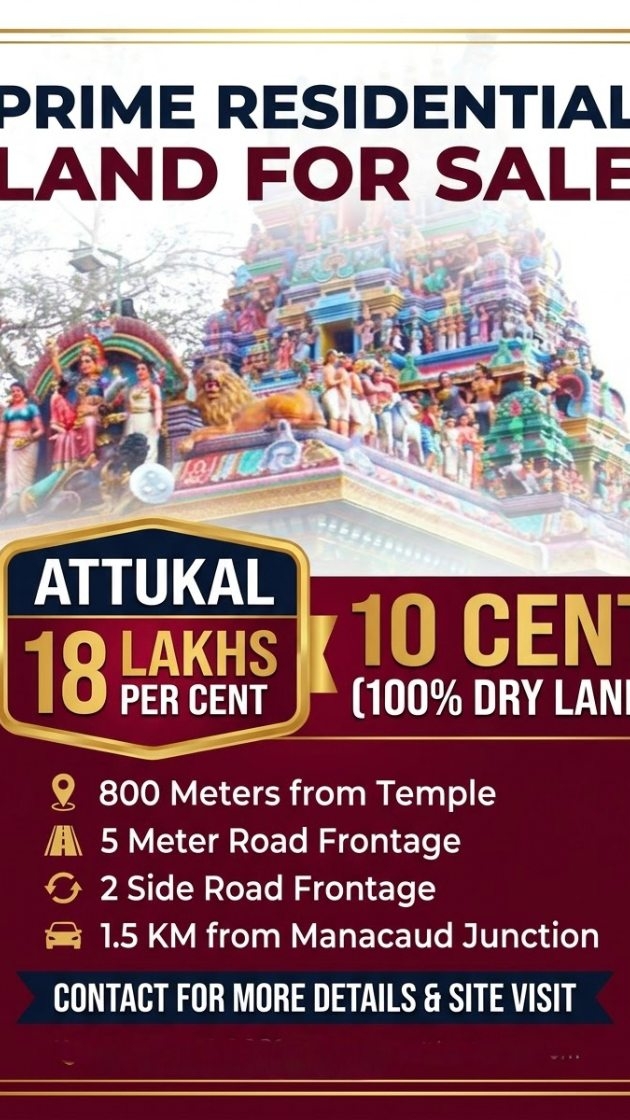 PRIME RESIDENTIAL
LAND FOR SALE
ATTUKAL
18 LAKHS
PER CENT
10 CENT
(100% DRY LAN
800 Meters from Temple
5 Meter Road Frontage
2 Side Road Frontage
1.5 KM from Manacaud Junction
CONTACT FOR MORE DETAILS & SITE VISIT